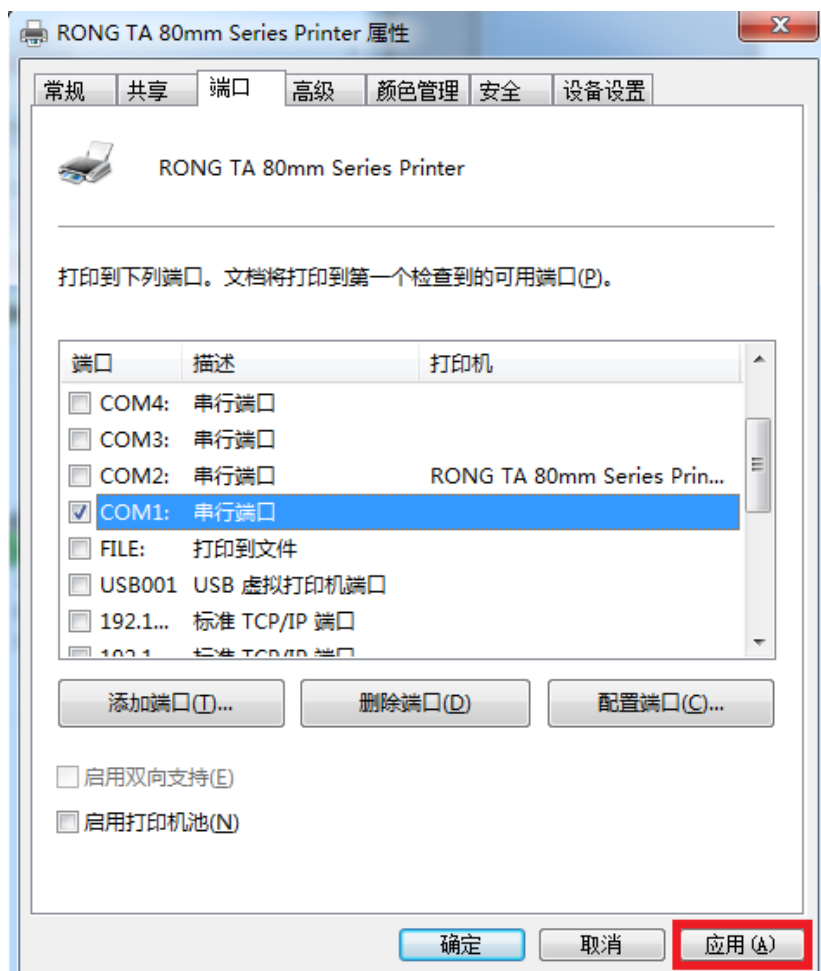 RONG TA 80mm Series Printer 属性
常规 共享 端口 高级 颜色管理 安全 设备设置
RONG TA 80mm Series Printer
打印到下列端口。文档将打印到第一个检查到的可用端口(P)。
端口 描述 打印机
COM4: 串行端口
COM3: 串行端口
COM2: 串行端口 RONG TA 80mm Series Prin...
COM1: 串行端口
FILE: 打印到文件
USB001 USB 虚拟打印机端口
192.1... 标准 TCP/IP 端口
添加端口(T)... 删除端口(D) 配置端口(C)...
启用双向支持(E)
启用打印机池(N)
确定 取消 应用(A)